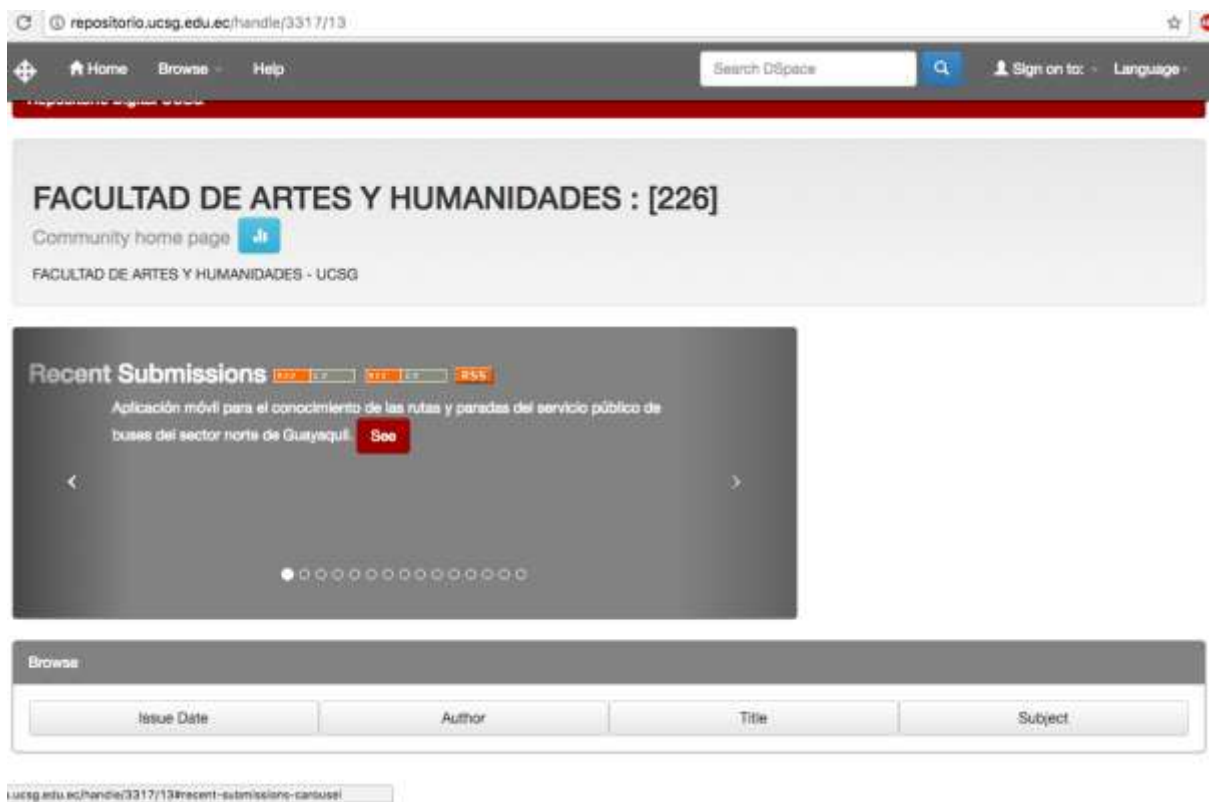 repositorio.ucsg.edu.ec/handle/3317/13
Home Browse Help Search DSpace Sign on to: Language
Repositorio Digital UCSG
FACULTAD DE ARTES Y HUMANIDADES : [226]
Community home page
FACULTAD DE ARTES Y HUMANIDADES - UCSG
Recent Submissions RSS
Aplicación móvil para el conocimiento de las rutas y paradas del servicio público de
buses del sector norte de Guayaquil. See
Browse
Issue Date Author Title Subject
.ucsg.edu.ec/handle/3317/13#recent-submissions-carousel